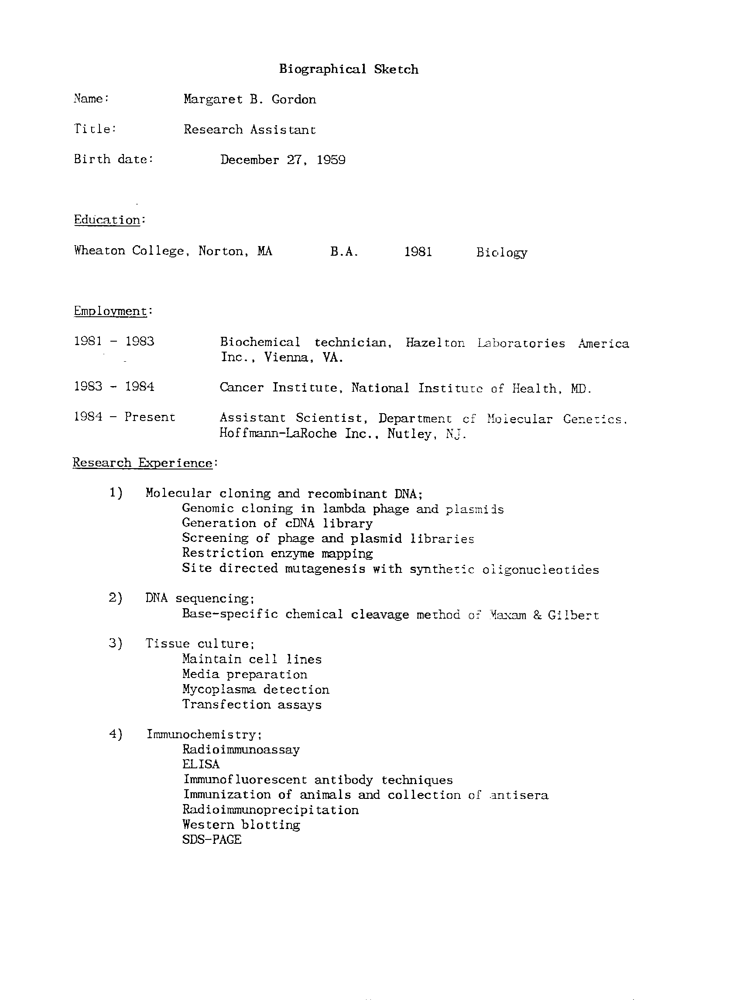 Biographical Sketch
Name: Margaret B. Gordon
Title: Research Assistant
Birth date: December 27, 1959
Education:
Wheaton College, Norton, MA B.A. 1981 Biology
Employment:
1981 - 1983 Biochemical technician, Hazelton Laboratories America
Inc., Vienna, VA.
1983 - 1984 Cancer Institute, National Institute of Health, MD.
1984 - Present Assistant Scientist, Department of Molecular Genetics.
Hoffmann-LaRoche Inc., Nutley, NJ.
Research Experience:
1) Molecular cloning and recombinant DNA;
Genomic cloning in lambda phage and plasmids
Generation of cDNA library
Screening of phage and plasmid libraries
Restriction enzyme mapping
Site directed mutagenesis with synthetic oligonucleotides
2) DNA sequencing;
Base-specific chemical cleavage method of Maxam & Gilbert
3) Tissue culture;
Maintain cell lines
Media preparation
Mycoplasma detection
Transfection assays
4) Immunochemistry;
Radioimmunoassay
ELISA
Immunofluorescent antibody techniques
Immunization of animals and collection of antisera
Radioimmunoprecipitation
Western blotting
SDS-PAGE